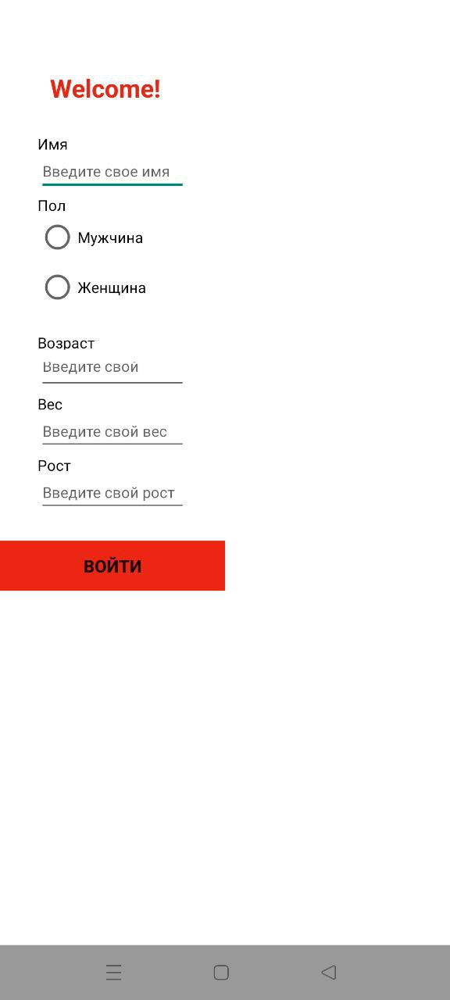 Welcome!
Имя
Введите свое имя
Пол
Мужчина
Женщина
Возраст
Введите свой
Вес
Введите свой вес
Рост
Введите свой рост
ВОЙТИ